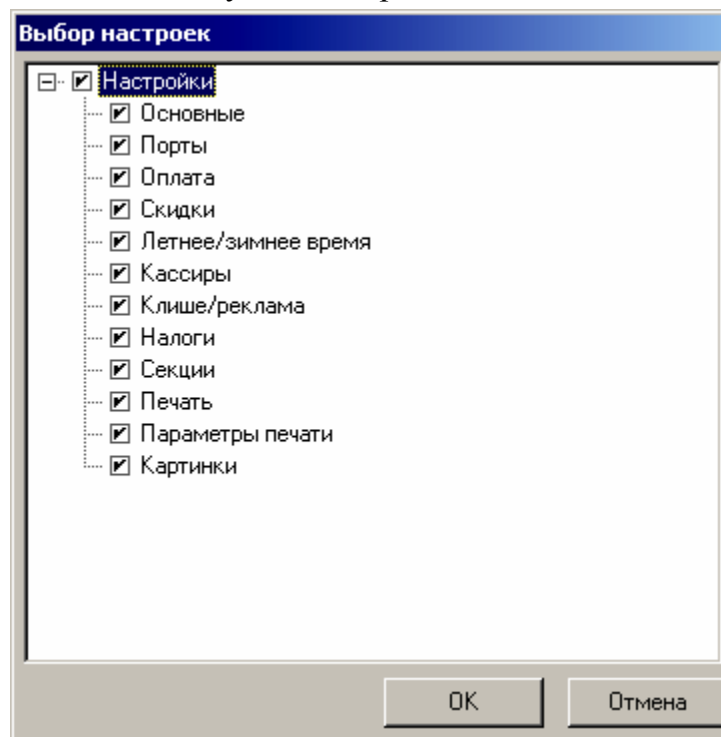 Выбор настроек
Настройки
Основные
Порты
Оплата
Скидки
Летнее/зимнее время
Кассиры
Клише/реклама
Налоги
Секции
Печать
Параметры печати
Картинки
OK Отмена